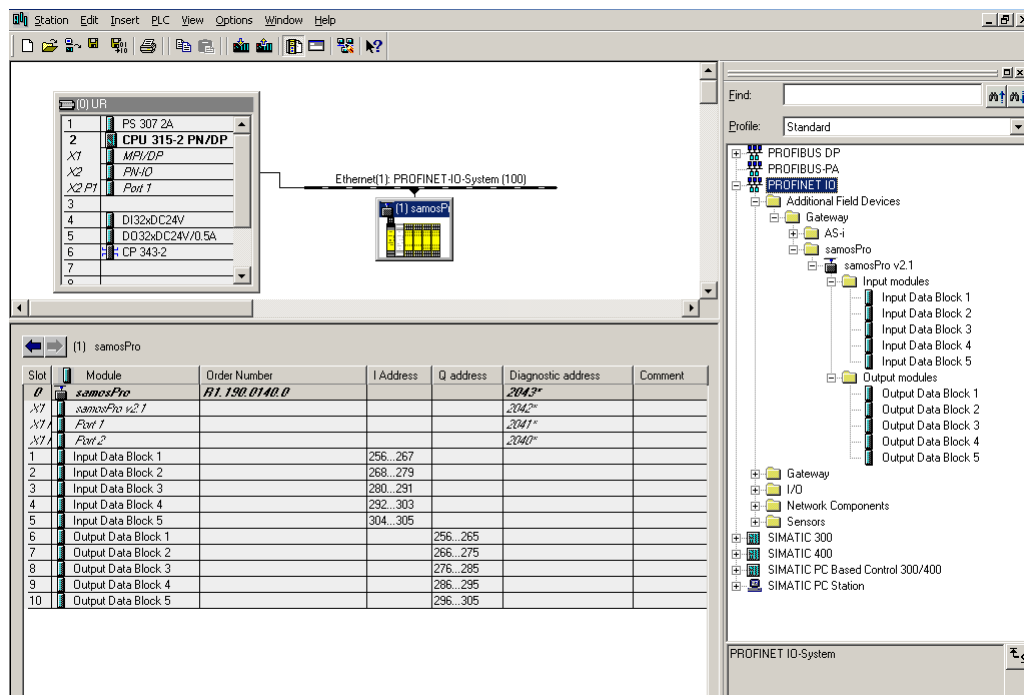 Station Edit Insert PLC View Options Window Help
(0) UR
1 PS 307 2A
2 CPU 315-2 PN/DP
X1 MPI/DP
X2 PN-IO
X2 P1 Port 1
3
4 DI32xDC24V
5 DO32xDC24V/0.5A
6 CP 343-2
7
Ethernet(1): PROFINET-IO-System (100)
(1) samosP
(1) samosPro
Slot Module Order Number I Address Q address Diagnostic address Comment
0 samosPro R1.190.0140.0 2043*
X1 samosPro v2.1 2042*
X1 Port 1 2041*
X1 Port 2 2040*
1 Input Data Block 1 256...267
2 Input Data Block 2 268...279
3 Input Data Block 3 280...291
4 Input Data Block 4 292...303
5 Input Data Block 5 304...305
6 Output Data Block 1 256...265
7 Output Data Block 2 266...275
8 Output Data Block 3 276...285
9 Output Data Block 4 286...295
10 Output Data Block 5 296...305
Find:
Profile: Standard
PROFIBUS DP
PROFIBUS-PA
PROFINET IO
Additional Field Devices
Gateway
AS-i
samosPro
samosPro v2.1
Input modules
Input Data Block 1
Input Data Block 2
Input Data Block 3
Input Data Block 4
Input Data Block 5
Output modules
Output Data Block 1
Output Data Block 2
Output Data Block 3
Output Data Block 4
Output Data Block 5
Gateway
I/O
Network Components
Sensors
SIMATIC 300
SIMATIC 400
SIMATIC PC Based Control 300/400
SIMATIC PC Station
PROFINET IO-System